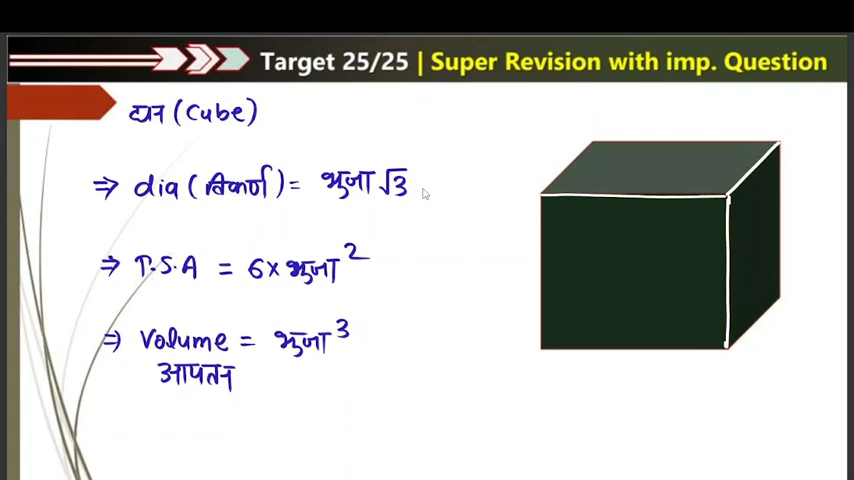 Target 25/25 | Super Revision with imp. Question
घन (Cube)
⇒ dia (विकर्ण) = भुजा √3
⇒ T.S.A = 6 × भुजा²
⇒ Volume = भुजा³
आयतन